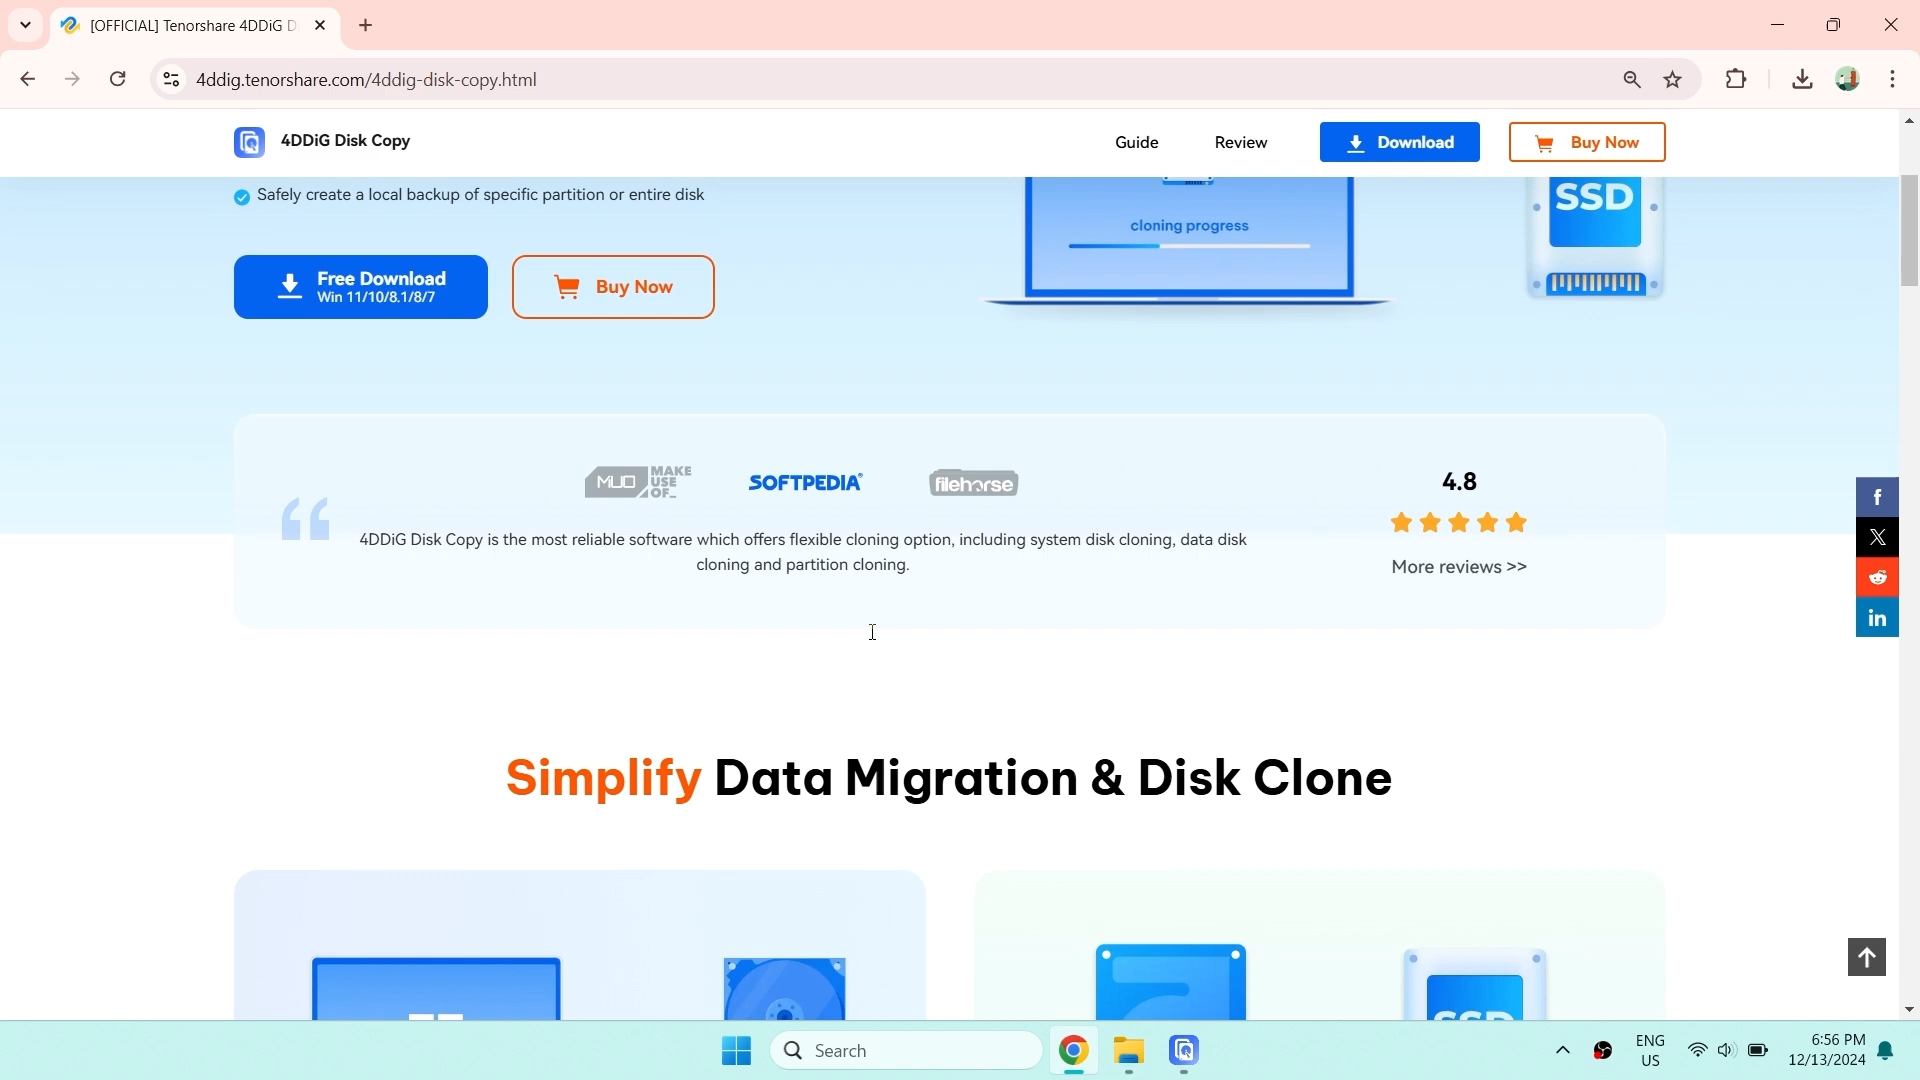 [OFFICIAL] Tenorshare 4DDiG D
4ddig.tenorshare.com/4ddig-disk-copy.html
4DDiG Disk Copy
Guide
Review
Download
Buy Now
Safely create a local backup of specific partition or entire disk
cloning progress
SSD
Free Download
Win 11/10/8.1/8/7
Buy Now
MUO MAKE USE OF_
SOFTPEDIA®
filehorse
4.8
4DDiG Disk Copy is the most reliable software which offers flexible cloning option, including system disk cloning, data disk
cloning and partition cloning.
More reviews >>
Simplify Data Migration & Disk Clone
SSD
Search
ENG
US
6:56 PM
12/13/2024